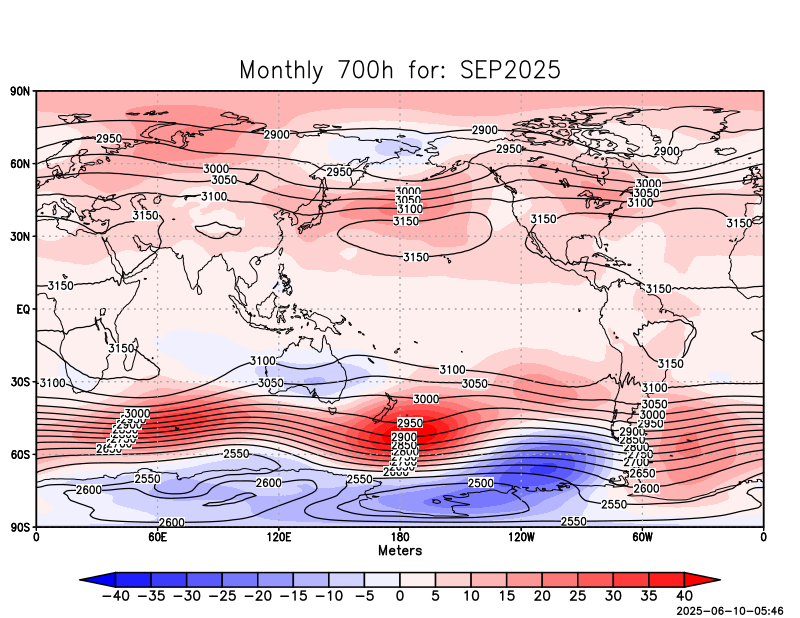 Monthly 700h for: SEP2025
90N
2950 2900 2900
2950 2900
60N
3000 2950 3000
3050 3000 3050
3100 3050 3100
3100
3150 3150 3150 3150
30N
3150
3150 3150
EQ
3150 3150
3100 3100
30S 3100 3050 3050 3100
3000 3050
3000 2950 3000
2950
2900 2900
2850 2850
2800
2750
60S 2550 2700
2650
2550 2550 2500
2600 2600 2600
2550
2600 2550
90S
0 60E 120E 180 120W 60W 0
Meters
−40 −35 −30 −25 −20 −15 −10 −5 0 5 10 15 20 25 30 35 40
2025-06-10-05:46